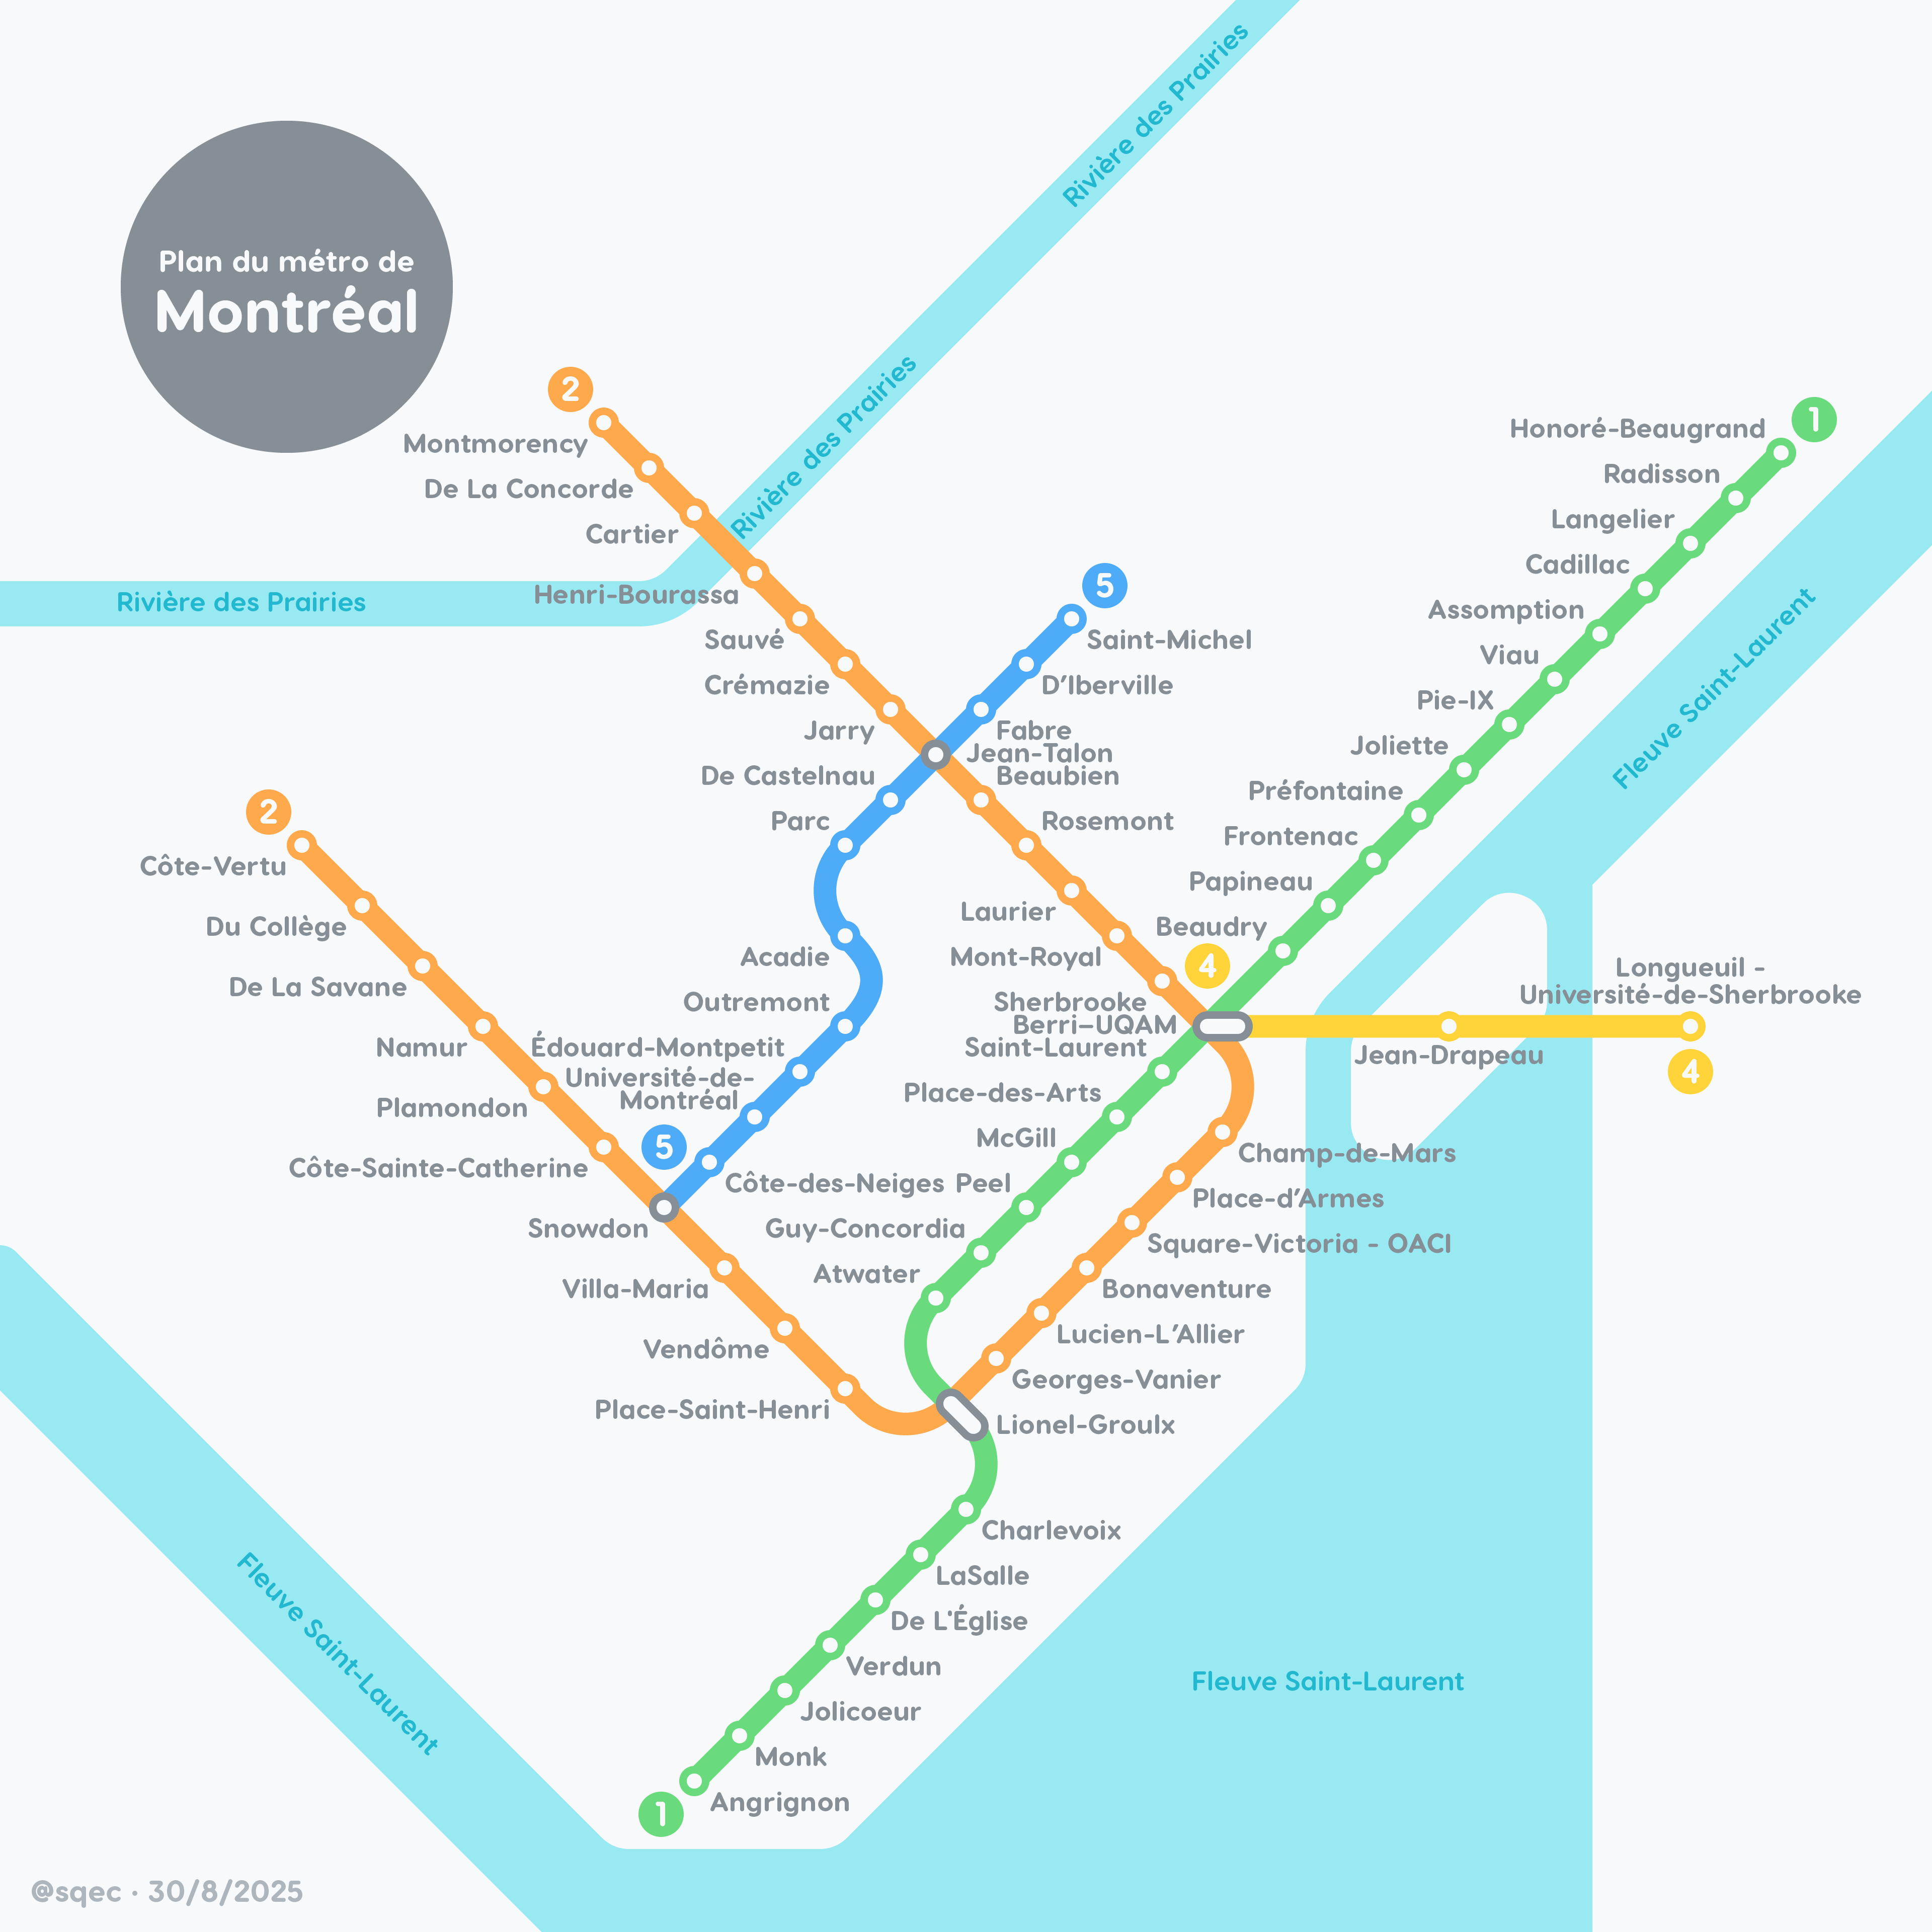 Rivière des Prairies
Plan du métro de
Montréal
Rivière des Prairies
2
Montmorency
De La Concorde
Cartier
Henri-Bourassa
Rivière des Prairies
Sauvé
Crémazie
Jarry
5
Saint-Michel
D'Iberville
Fabre
Jean-Talon
Beaubien
De Castelnau
Parc
Rosemont
1
Honoré-Beaugrand
Radisson
Langelier
Cadillac
Assomption
Viau
Pie-IX
Joliette
Préfontaine
Frontenac
Papineau
Beaudry
Fleuve Saint-Laurent
2
Côte-Vertu
Du Collège
De La Savane
Namur
Plamondon
Côte-Sainte-Catherine
Snowdon
Villa-Maria
Vendôme
Place-Saint-Henri
Acadie
Outremont
Édouard-Montpetit
Université-de-
Montréal
5
Côte-des-Neiges
Laurier
Mont-Royal
Sherbrooke
4
Berri–UQAM
Saint-Laurent
Place-des-Arts
McGill
Peel
Guy-Concordia
Atwater
Longueuil -
Université-de-Sherbrooke
Jean-Drapeau
4
Champ-de-Mars
Place-d'Armes
Square-Victoria - OACI
Bonaventure
Lucien-L'Allier
Georges-Vanier
Lionel-Groulx
Charlevoix
LaSalle
De L'Église
Verdun
Jolicoeur
Monk
Angrignon
1
Fleuve Saint-Laurent
Fleuve Saint-Laurent
@sqec · 30/8/2025